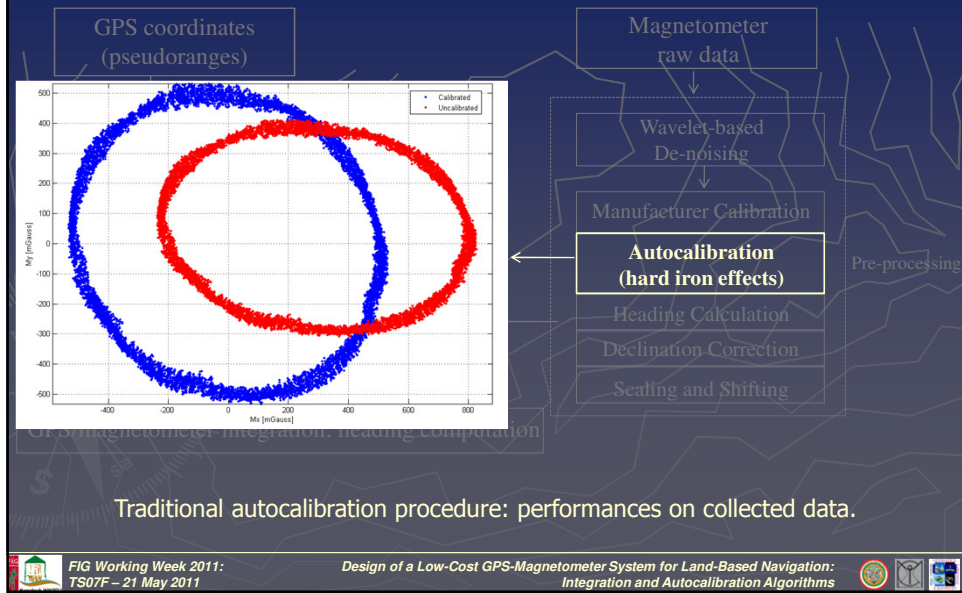 GPS coordinates
(pseudoranges)
Magnetometer
raw data
Calibrated
Uncalibrated
500
400
300
200
100
0
-100
-200
-300
-400
-500
My [mGauss]
-400
-200
0
200
400
600
800
Mx [mGauss]
Wavelet-based
De-noising
Manufacturer Calibration
Autocalibration
(hard iron effects)
Pre-processing
Heading Calculation
Declination Correction
Scaling and Shifting
GPS-magnetometer integration: heading computation
S
Traditional autocalibration procedure: performances on collected data.
FIG Working Week 2011:
TS07F – 21 May 2011
Design of a Low-Cost GPS-Magnetometer System for Land-Based Navigation:
Integration and Autocalibration Algorithms